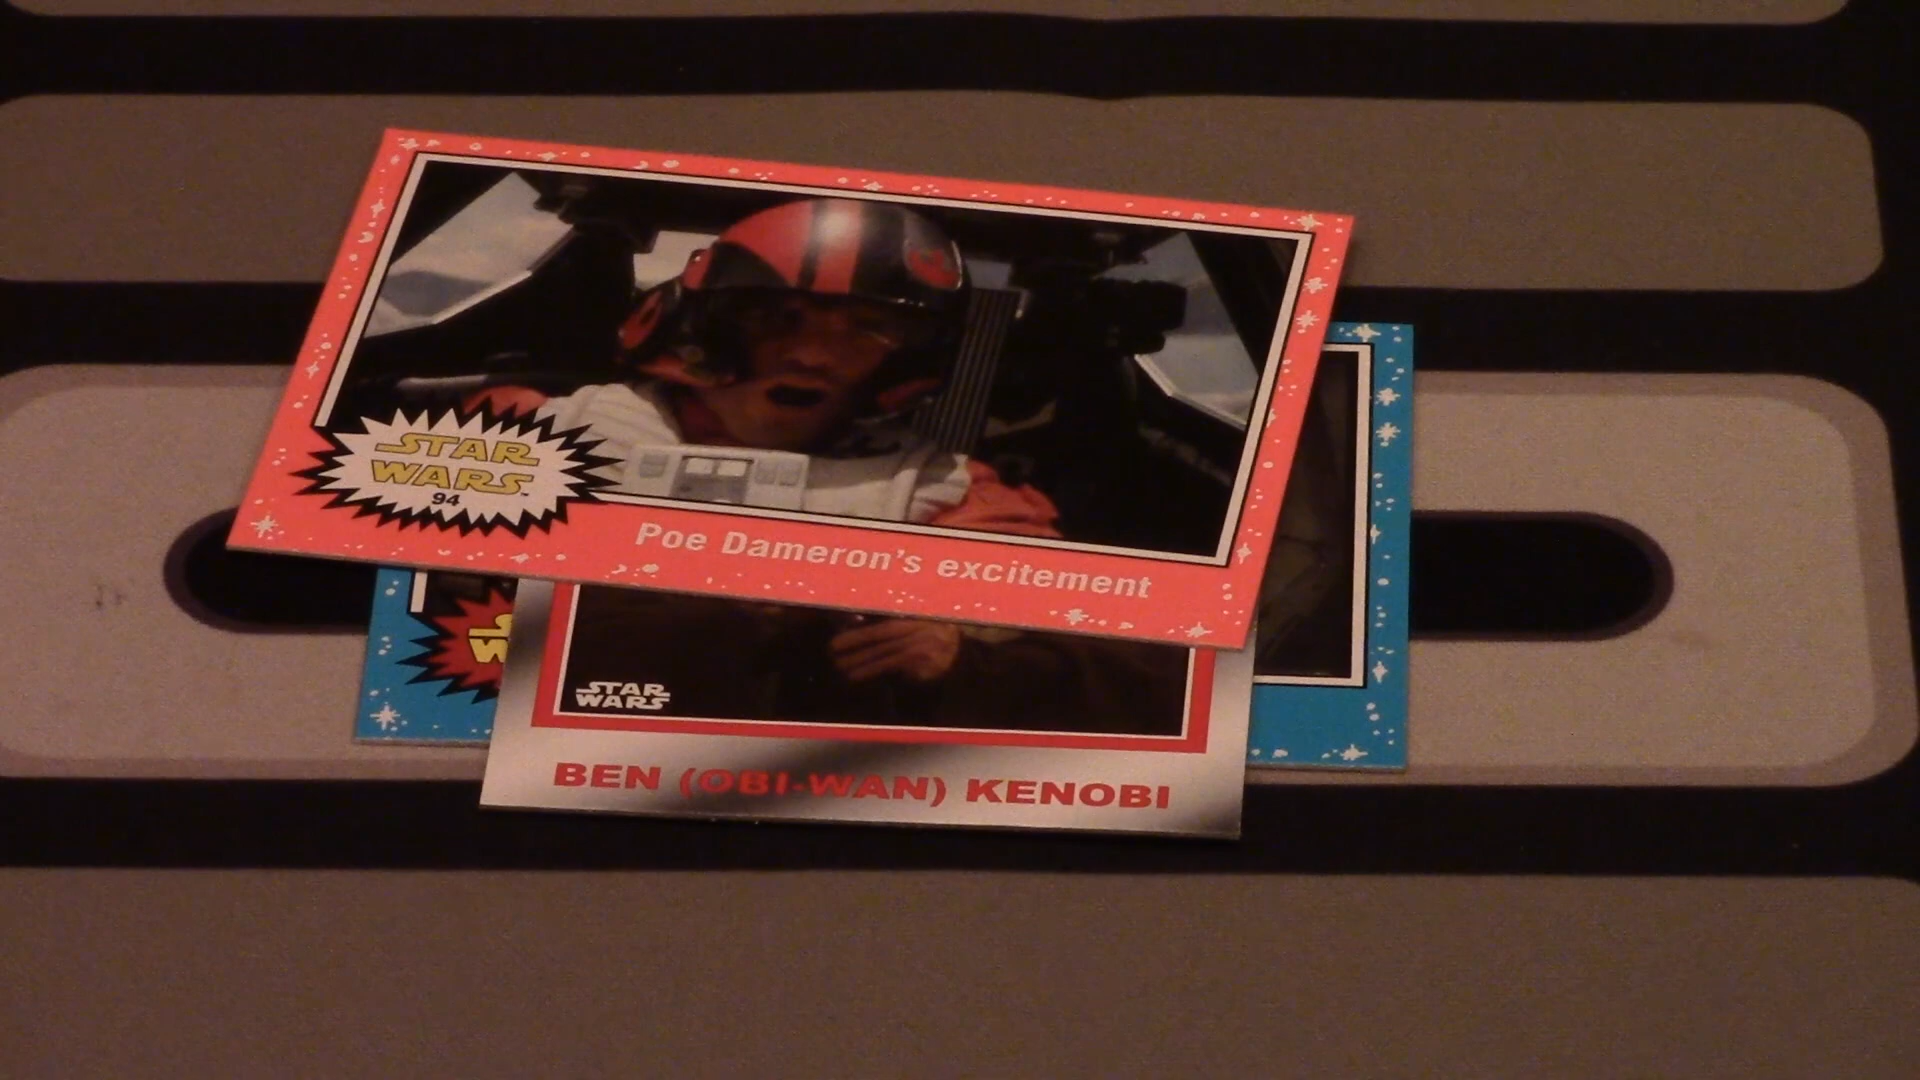 STAR
WARS
94
Poe Dameron's excitement
STAR
WARS
BEN (OBI-WAN) KENOBI